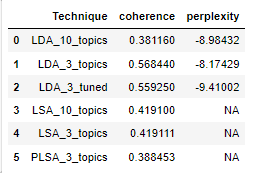 Technique coherence perplexity
0 LDA_10_topics 0.381160 -8.98432
1 LDA_3_topics 0.568440 -8.17429
2 LDA_3_tuned 0.559250 -9.41002
3 LSA_10_topics 0.419100 NA
4 LSA_3_topics 0.419111 NA
5 PLSA_3_topics 0.388453 NA